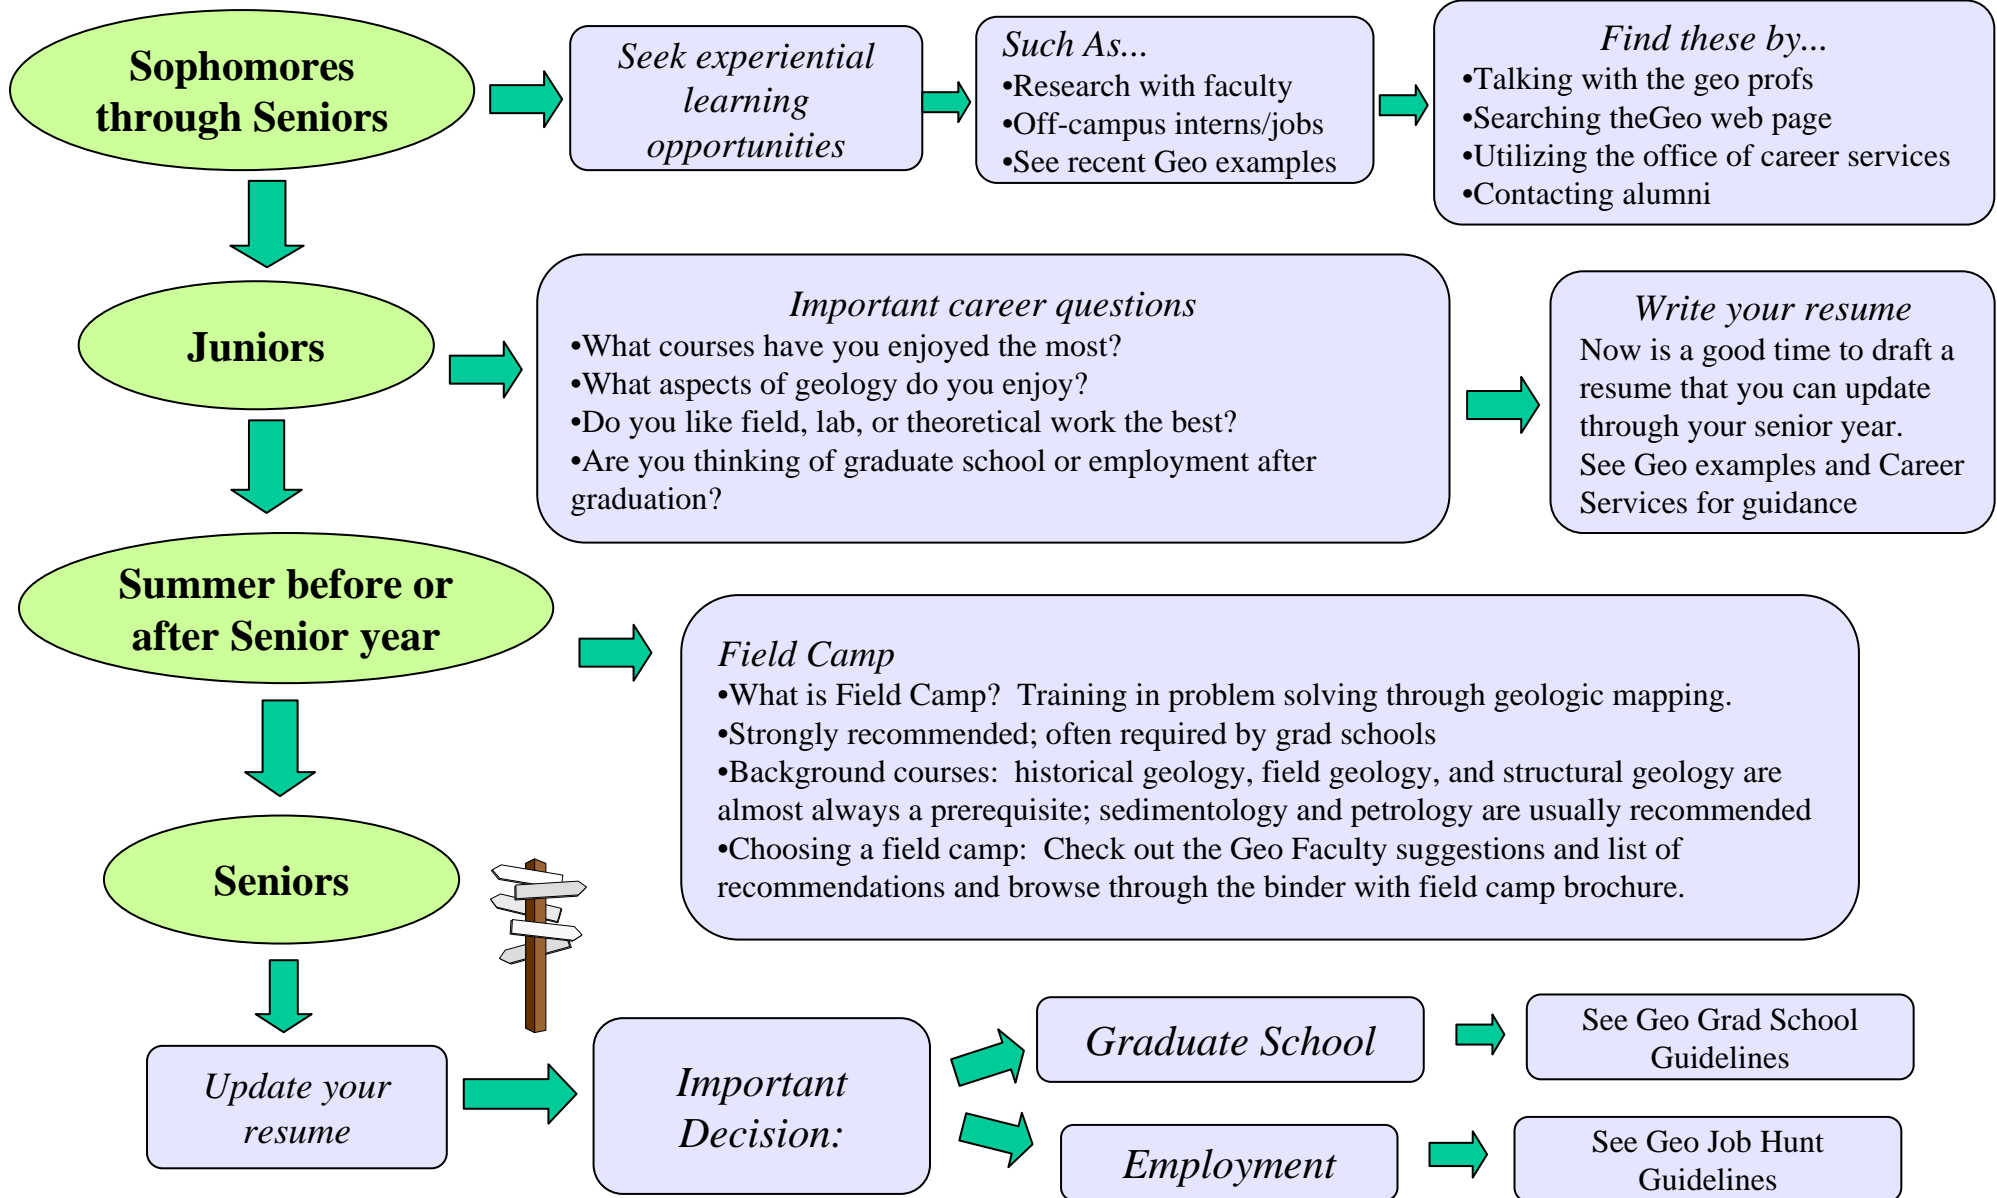 Sophomores
through Seniors
Seek experiential
learning
opportunities
Such As...
•Research with faculty
•Off-campus interns/jobs
•See recent Geo examples
Find these by...
•Talking with the geo profs
•Searching theGeo web page
•Utilizing the office of career services
•Contacting alumni
Juniors
Important career questions
•What courses have you enjoyed the most?
•What aspects of geology do you enjoy?
•Do you like field, lab, or theoretical work the best?
•Are you thinking of graduate school or employment after
graduation?
Write your resume
Now is a good time to draft a
resume that you can update
through your senior year.
See Geo examples and Career
Services for guidance
Summer before or
after Senior year
Field Camp
•What is Field Camp?  Training in problem solving through geologic mapping.
•Strongly recommended; often required by grad schools
•Background courses:  historical geology, field geology, and structural geology are
almost always a prerequisite; sedimentology and petrology are usually recommended
•Choosing a field camp:  Check out the Geo Faculty suggestions and list of
recommendations and browse through the binder with field camp brochure.
Seniors
Update your
resume
Important
Decision:
Graduate School
See Geo Grad School
Guidelines
Employment
See Geo Job Hunt
Guidelines